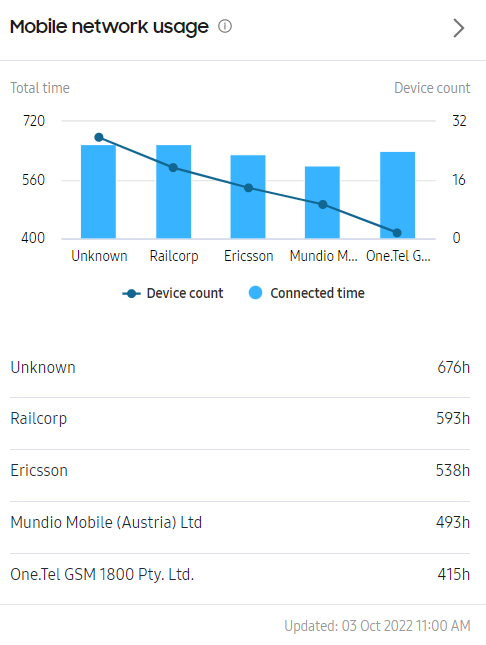 Mobile network usage
Total time Device count
720 32
560 16
400 0
Unknown Railcorp Ericsson Mundio M... One.Tel G...
Device count Connected time
Unknown 676h
Railcorp 593h
Ericsson 538h
Mundio Mobile (Austria) Ltd 493h
One.Tel GSM 1800 Pty. Ltd. 415h
Updated: 03 Oct 2022 11:00 AM